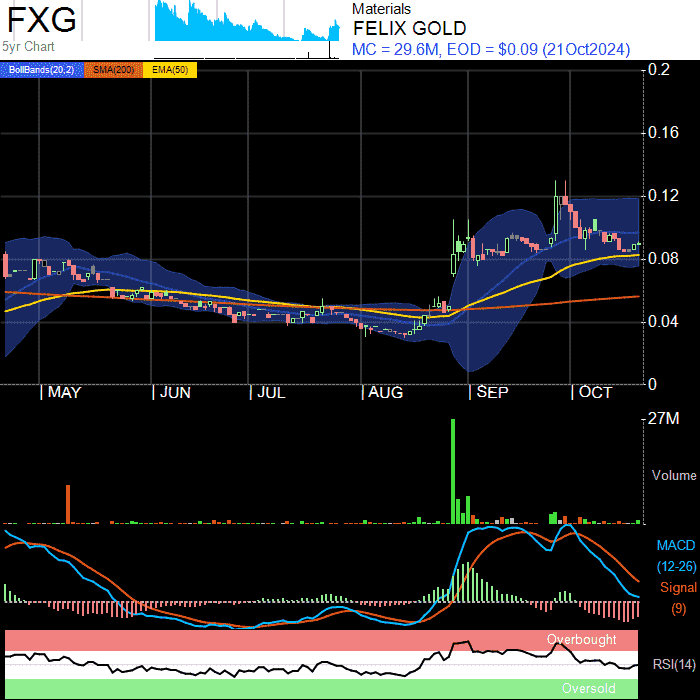 FXG
5yr Chart
Materials
FELIX GOLD
MC = 29.6M, EOD = $0.09 (21Oct2024)
BollBands(20,2) SMA(200) EMA(50)
0.2
0.16
0.12
0.08
0.04
0
MAY JUN JUL AUG SEP OCT
27M
Volume
MACD
(12-26)
Signal
(9)
Overbought
RSI(14)
Oversold